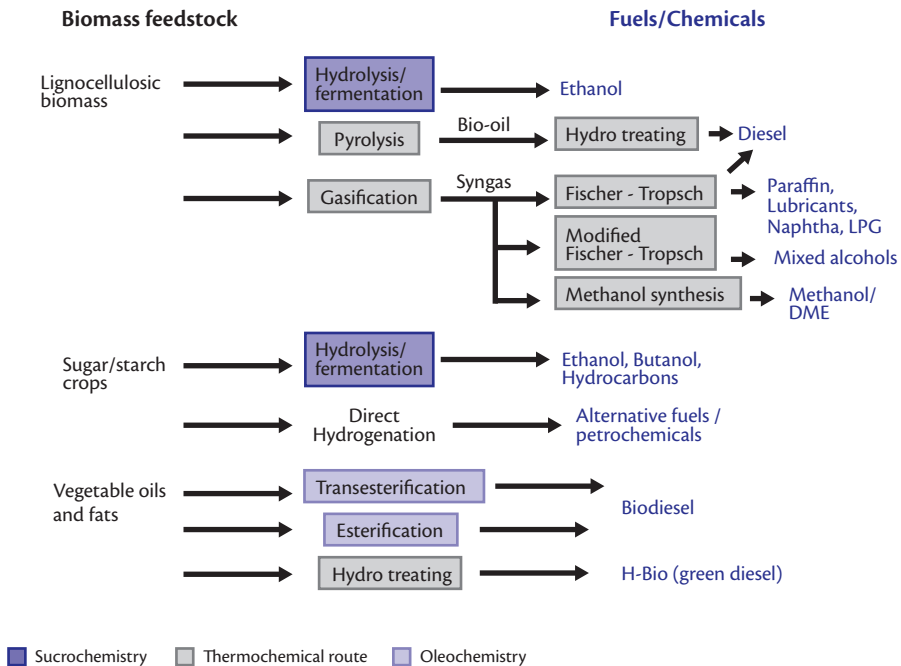 Biomass feedstock
Fuels/Chemicals
Lignocellulosic
biomass
Hydrolysis/
fermentation
Ethanol
Pyrolysis
Bio-oil
Hydro treating
Diesel
Gasification
Syngas
Fischer - Tropsch
Paraffin,
Lubricants,
Naphtha, LPG
Modified
Fischer - Tropsch
Mixed alcohols
Methanol synthesis
Methanol/
DME
Sugar/starch
crops
Hydrolysis/
fermentation
Ethanol, Butanol,
Hydrocarbons
Direct
Hydrogenation
Alternative fuels /
petrochemicals
Vegetable oils
and fats
Transesterification
Biodiesel
Esterification
Hydro treating
H-Bio (green diesel)
Sucrochemistry
Thermochemical route
Oleochemistry